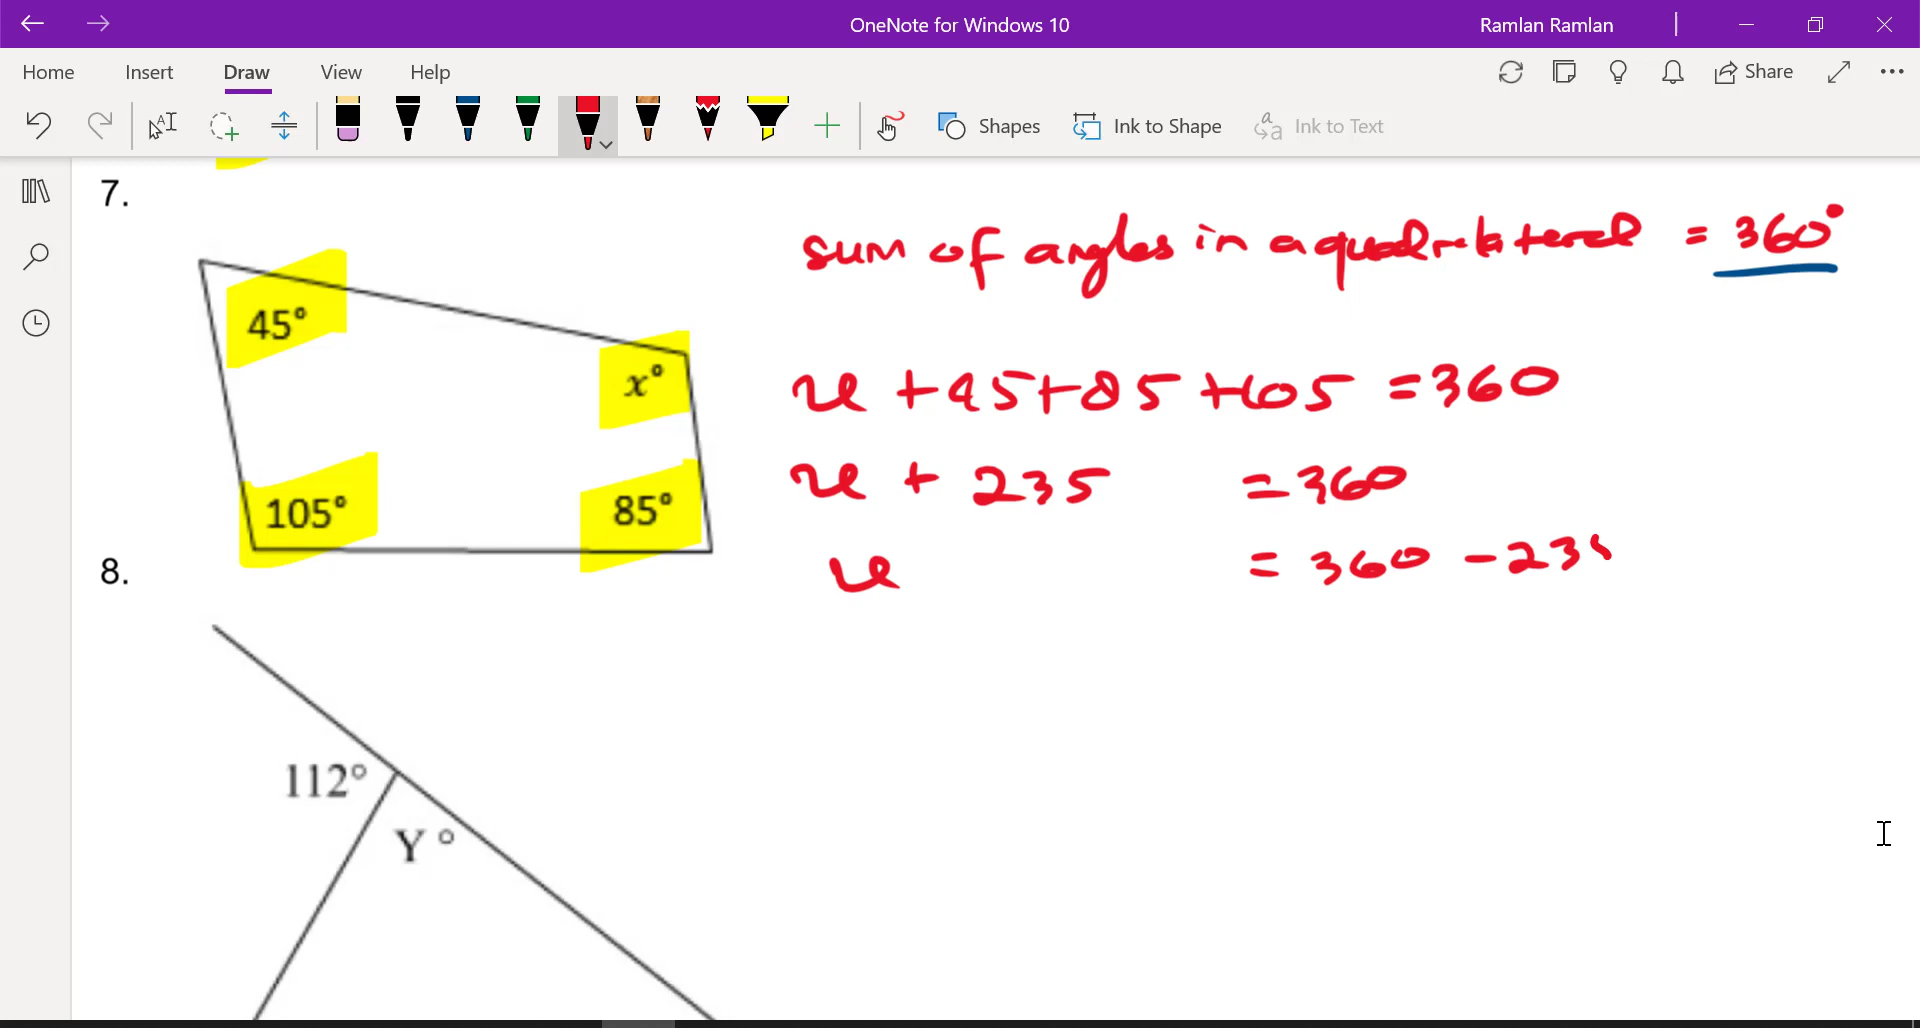 OneNote for Windows 10
Ramlan Ramlan
Home Insert Draw View Help
Share
Shapes Ink to Shape Ink to Text
7.
sum of angles in a quadrilateral = 360°
45°
x°
x + 45 + 85 + 105 = 360
105°
85°
x + 235 = 360
x = 360 - 23
8.
112°
Y°